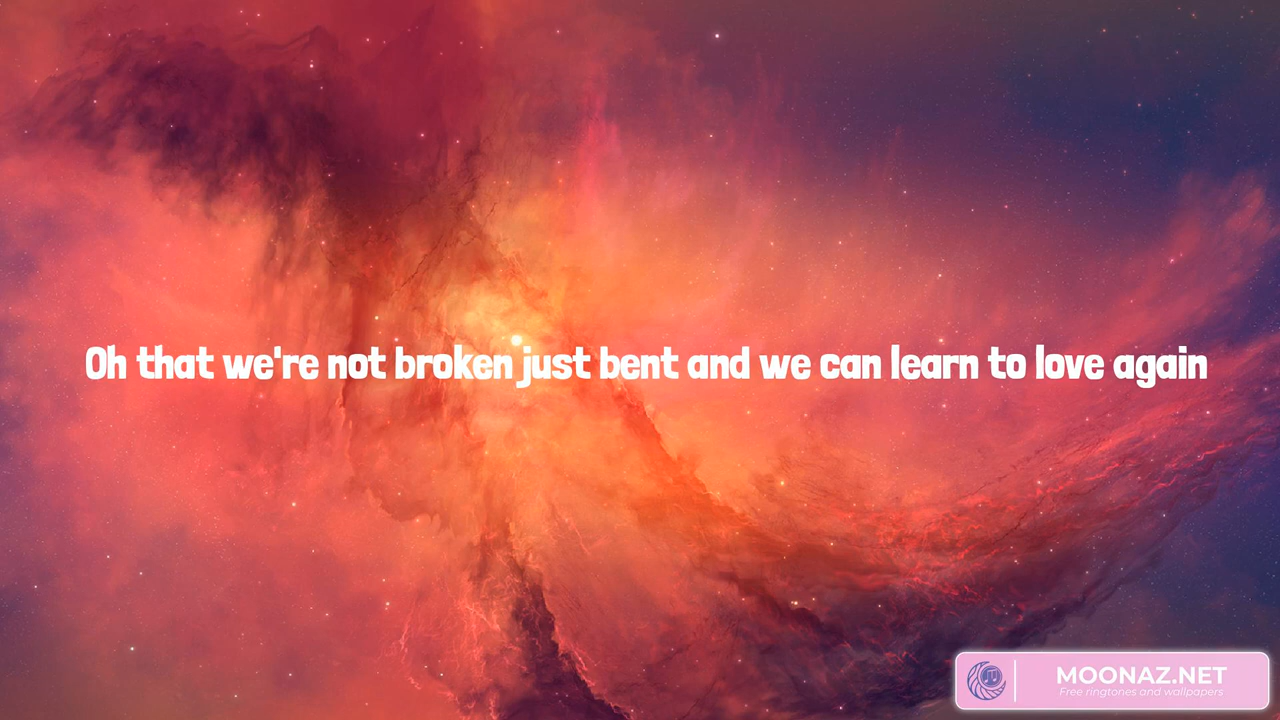 Oh that we're not broken just bent and we can learn to love again
MOONAZ.NET
Free ringtones and wallpapers